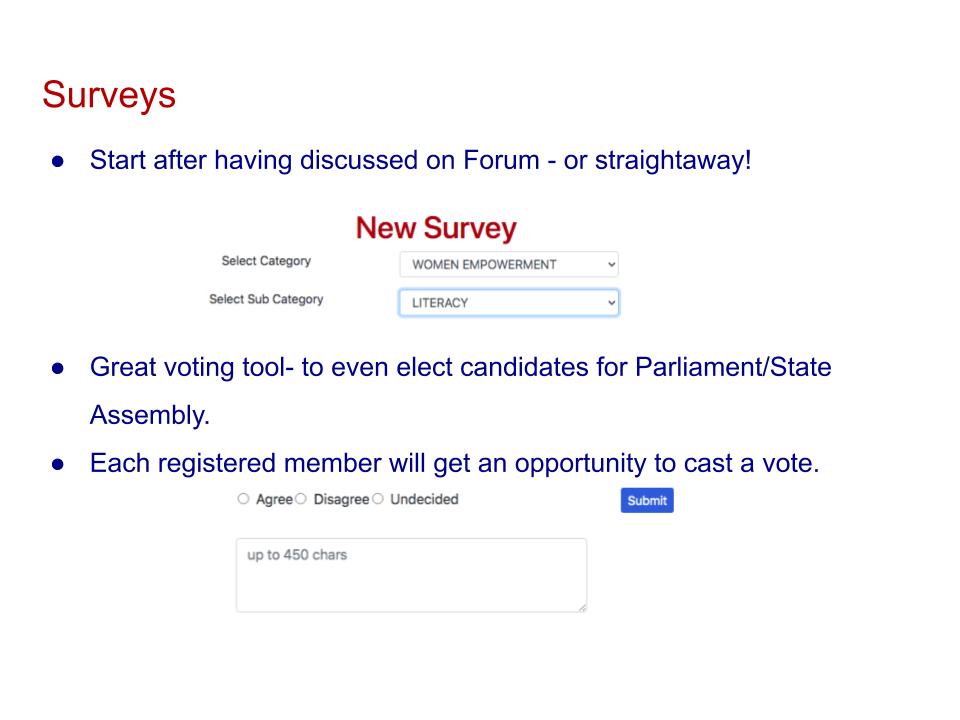 Surveys
● Start after having discussed on Forum - or straightaway!
New Survey
Select Category WOMEN EMPOWERMENT
Select Sub Category LITERACY
● Great voting tool- to even elect candidates for Parliament/State
Assembly.
● Each registered member will get an opportunity to cast a vote.
Agree Disagree Undecided Submit
up to 450 chars